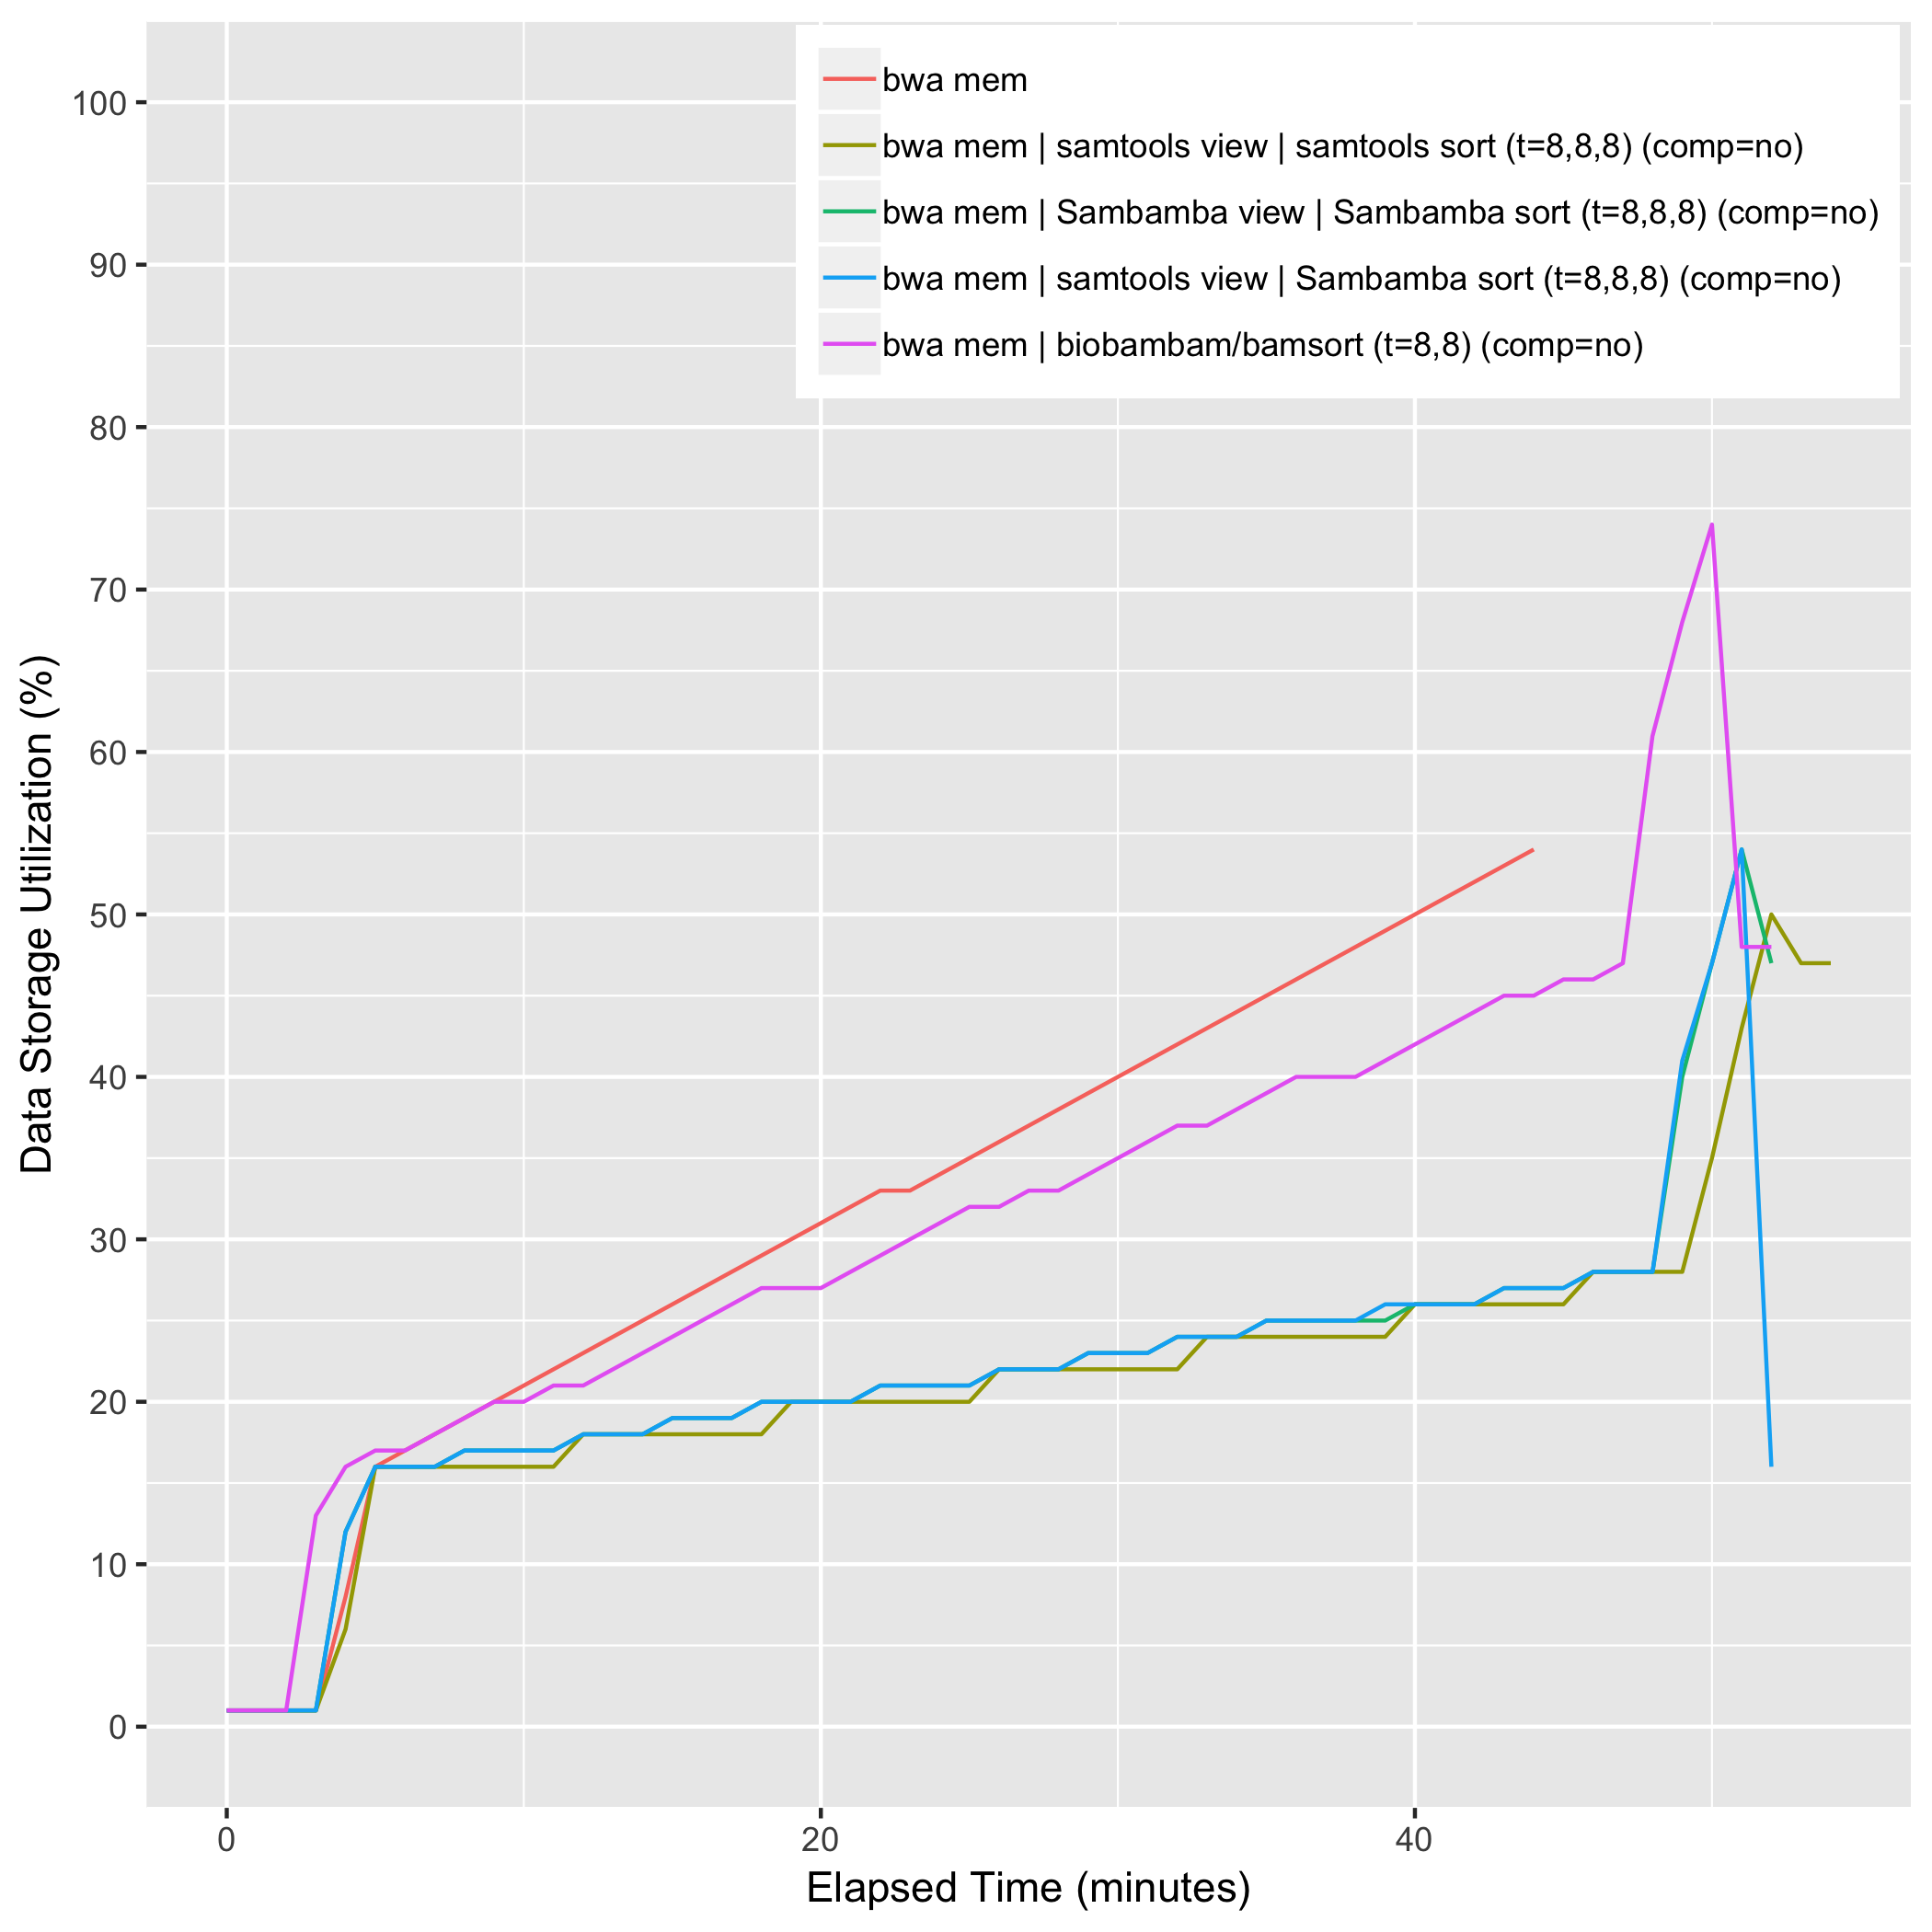 bwa mem
bwa mem | samtools view | samtools sort (t=8,8,8) (comp=no)
bwa mem | Sambamba view | Sambamba sort (t=8,8,8) (comp=no)
bwa mem | samtools view | Sambamba sort (t=8,8,8) (comp=no)
bwa mem | biobambam/bamsort (t=8,8) (comp=no)
100
90
80
70
60
50
40
30
20
10
0
Data Storage Utilization (%)
0 20 40
Elapsed Time (minutes)